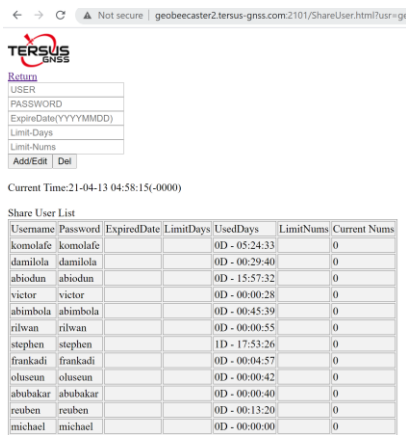 Not secure | geobeecaster2.tersus-gnss.com:2101/ShareUser.html?usr=ge
TERSUS
GNSS
Return
USER
PASSWORD
ExpireDate(YYYYMMDD)
Limit-Days
Limit-Nums
Add/Edit Del
Current Time:21-04-13 04:58:15(-0000)
Share User List
Username Password ExpiredDate LimitDays UsedDays LimitNums Current Nums
komolafe komolafe 0D - 05:24:33 0
damilola damilola 0D - 00:29:40 0
abiodun abiodun 0D - 15:57:32 0
victor victor 0D - 00:00:28 0
abimbola abimbola 0D - 00:45:39 0
rilwan rilwan 0D - 00:00:55 0
stephen stephen 1D - 17:53:26 0
frankadi frankadi 0D - 00:04:57 0
oluseun oluseun 0D - 00:00:42 0
abubakar abubakar 0D - 00:00:40 0
reuben reuben 0D - 00:13:20 0
michael michael 0D - 00:00:00 0